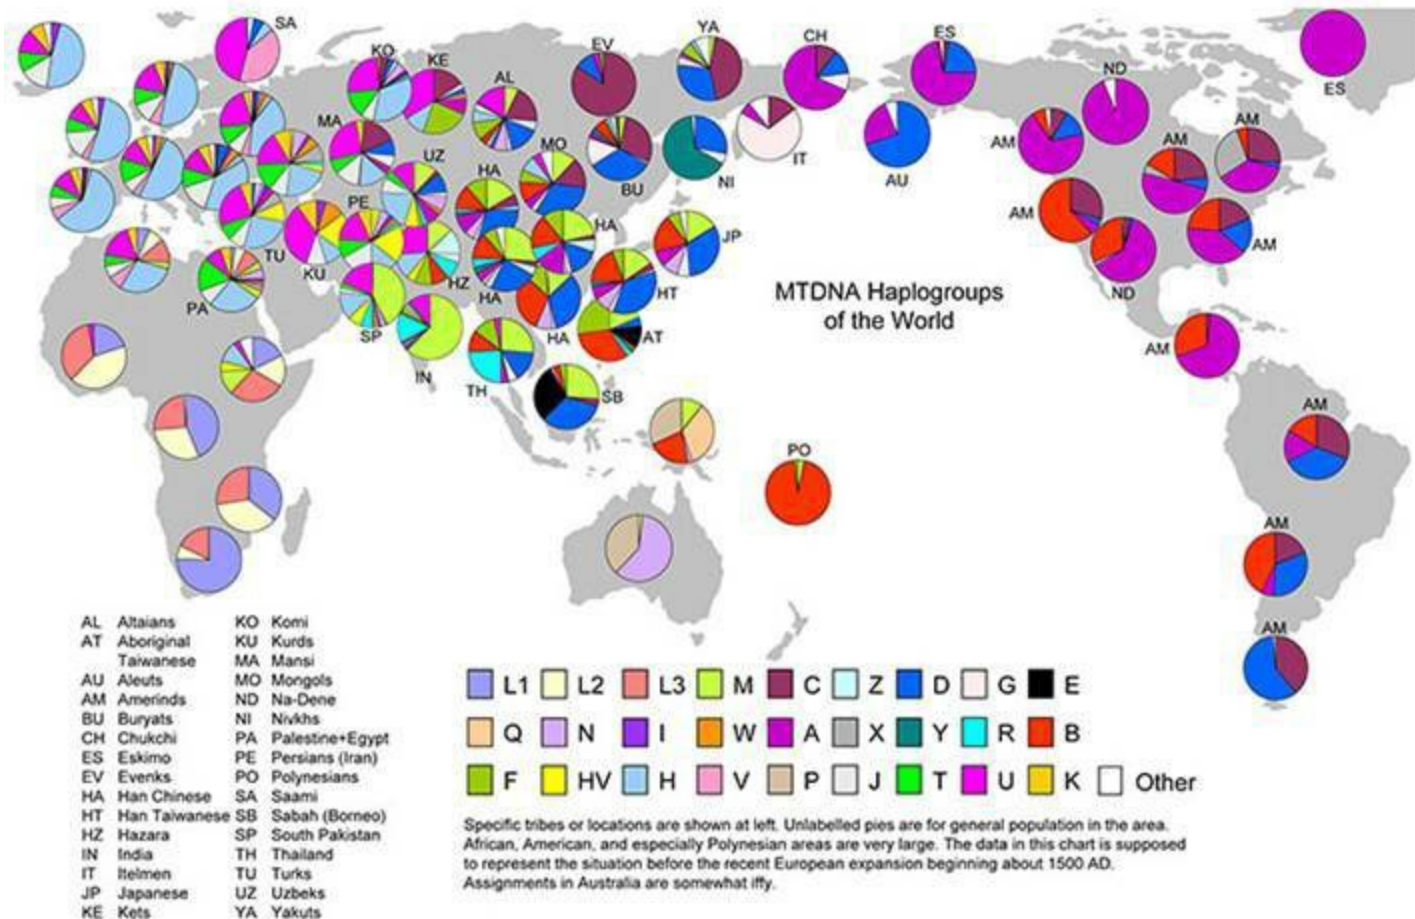 SA
KO
KE
AL
EV
YA
CH
ES
ND
ES
MA
UZ
MO
HA
BU
NI
IT
AU
AM
AM
AM
PE
HA
JP
AM
AM
TU
KU
HZ
HA
HT
ND
PA
SP
IN
HA
AT
TH
SB
AM
PO
AM
AM
AM
MTDNA Haplogroups
of the World
AL Altaians
AT Aboriginal
Taiwanese
AU Aleuts
AM Amerinds
BU Buryats
CH Chukchi
ES Eskimo
EV Evenks
HA Han Chinese
HT Han Taiwanese
HZ Hazara
IN India
IT Itelmen
JP Japanese
KE Kets
KO Komi
KU Kurds
MA Mansi
MO Mongols
ND Na-Dene
NI Nivkhs
PA Palestine+Egypt
PE Persians (Iran)
PO Polynesians
SA Saami
SB Sabah (Borneo)
SP South Pakistan
TH Thailand
TU Turks
UZ Uzbeks
YA Yakuts
L1 L2 L3 M C Z D G E
Q N I W A X Y R B
F HV H V P J T U K Other
Specific tribes or locations are shown at left. Unlabelled pies are for general population in the area.
African, American, and especially Polynesian areas are very large. The data in this chart is supposed
to represent the situation before the recent European expansion beginning about 1500 AD.
Assignments in Australia are somewhat iffy.